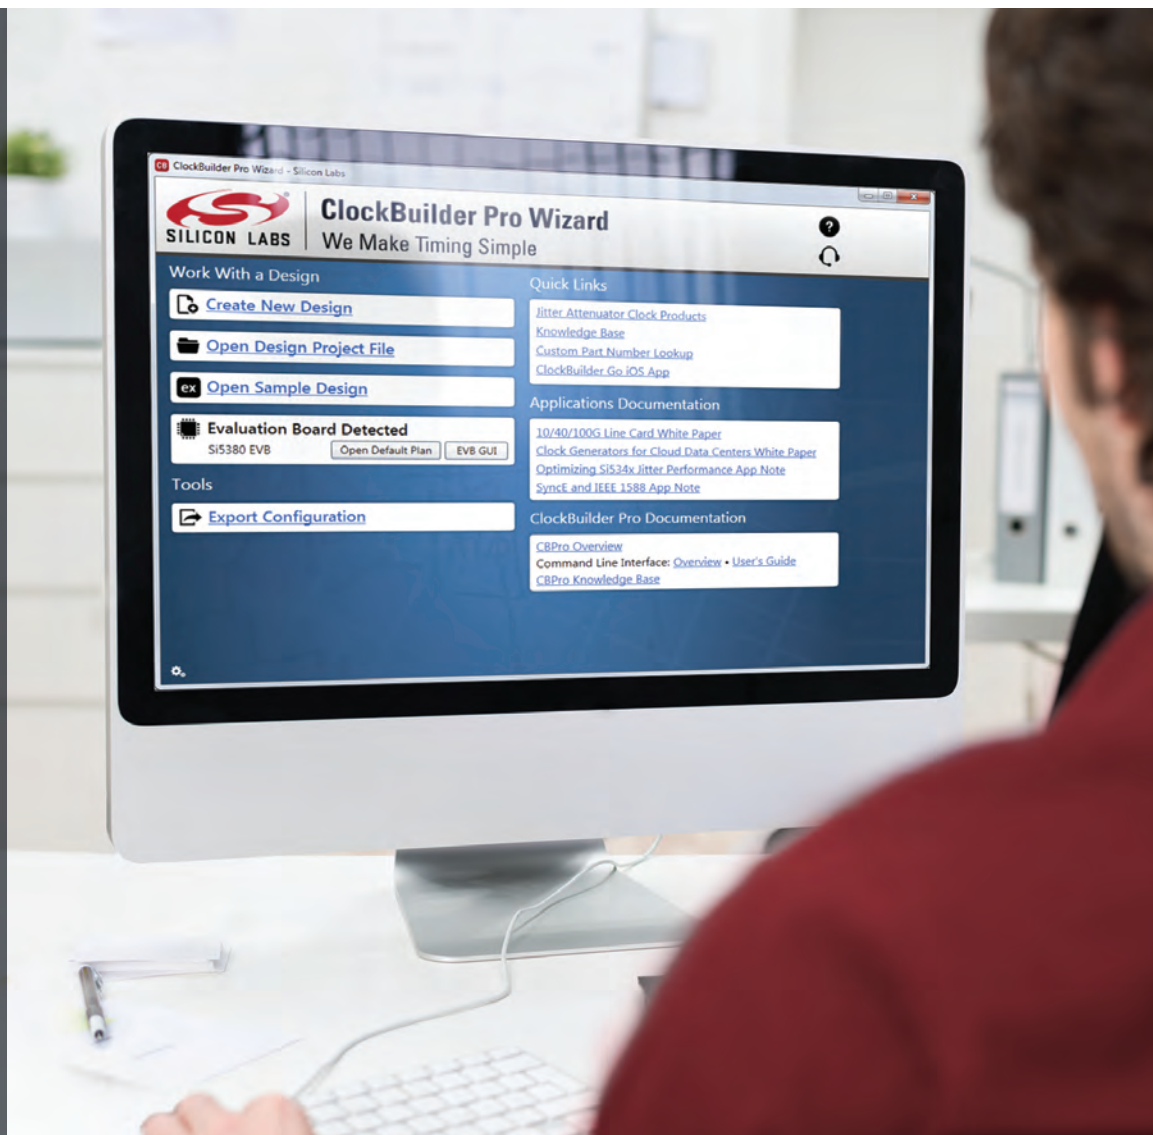 CB ClockBuilder Pro Wizard - Silicon Labs
SILICON LABS
ClockBuilder Pro Wizard
We Make Timing Simple
?
Work With a Design
Create New Design
Open Design Project File
ex Open Sample Design
Evaluation Board Detected
Si5380 EVB Open Default Plan EVB GUI
Tools
Export Configuration
Quick Links
Jitter Attenuator Clock Products
Knowledge Base
Custom Part Number Lookup
ClockBuilder Go iOS App
Applications Documentation
10/40/100G Line Card White Paper
Clock Generators for Cloud Data Centers White Paper
Optimizing Si534x Jitter Performance App Note
SyncE and IEEE 1588 App Note
ClockBuilder Pro Documentation
CBPro Overview
Command Line Interface: Overview • User's Guide
CBPro Knowledge Base